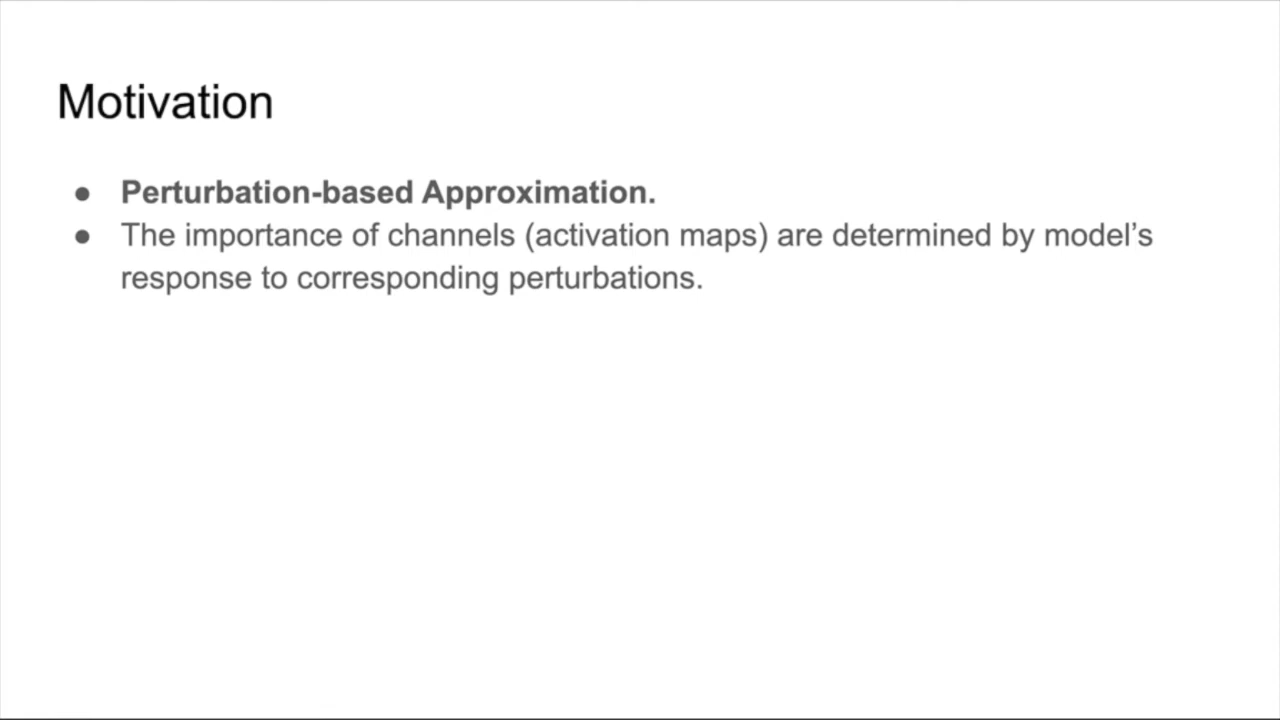 Motivation
● Perturbation-based Approximation.
● The importance of channels (activation maps) are determined by model’s
response to corresponding perturbations.